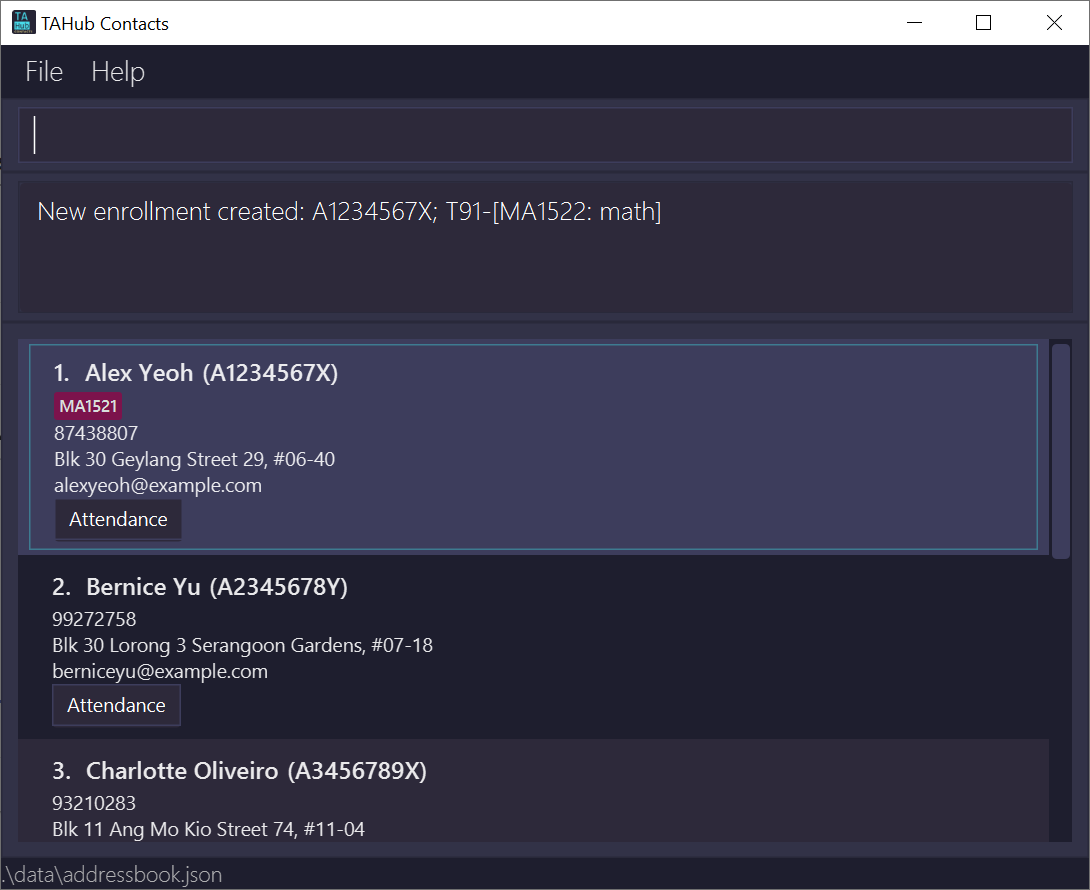 TA
Hub
TAHub Contacts
File Help
New enrollment created: A1234567X; T91-[MA1522: math]
1. Alex Yeoh (A1234567X)
MA1521
87438807
Blk 30 Geylang Street 29, #06-40
alexyeoh@example.com
Attendance
2. Bernice Yu (A2345678Y)
99272758
Blk 30 Lorong 3 Serangoon Gardens, #07-18
berniceyu@example.com
Attendance
3. Charlotte Oliveiro (A3456789X)
93210283
Blk 11 Ang Mo Kio Street 74, #11-04
.\data\addressbook.json